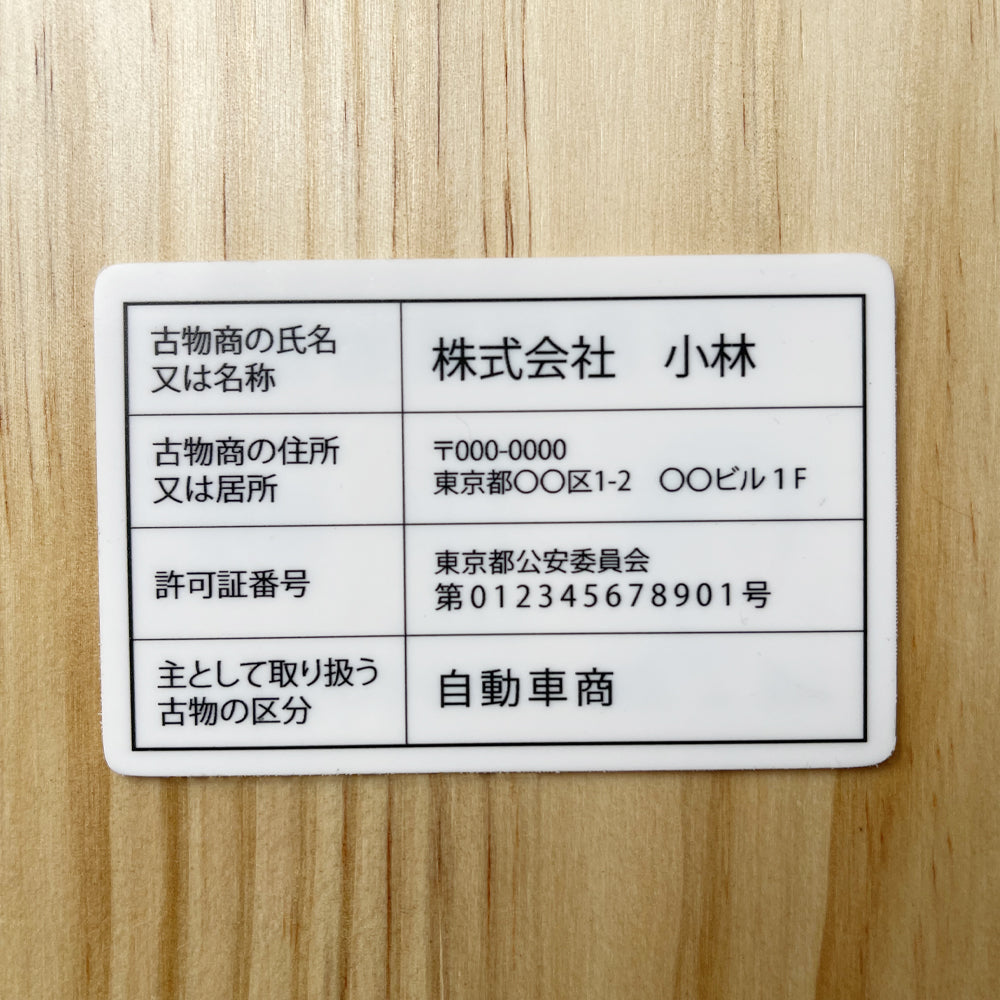 古物商の氏名
又は名称
株式会社　小林
古物商の住所
又は居所
〒000-0000
東京都〇〇区1-2　〇〇ビル１F
許可証番号
東京都公安委員会
第012345678901号
主として取り扱う
古物の区分
自動車商